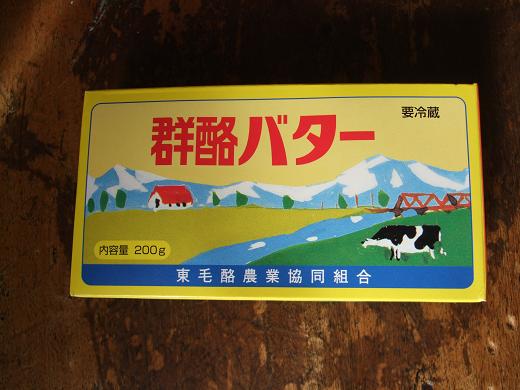 要冷蔵
群酪バター
内容量 200g
東毛酪農業協同組合